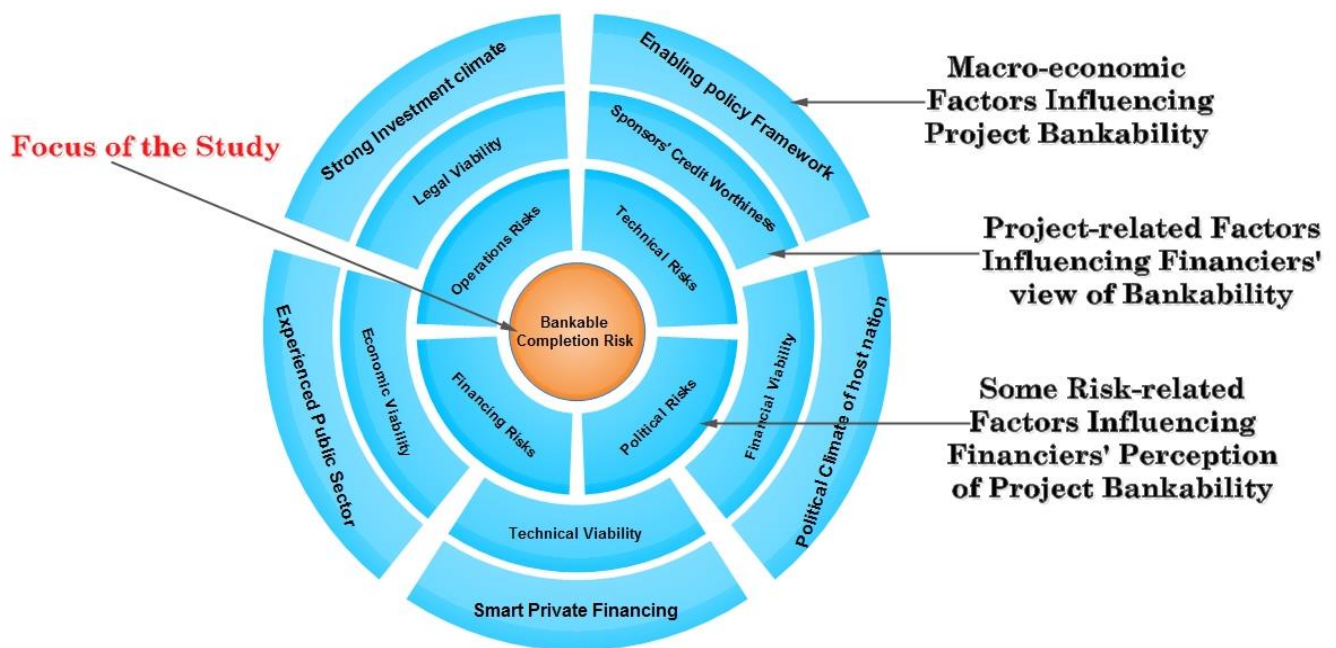 Strong Investment climate
Enabling policy Framework
Macro-economic
Factors Influencing
Project Bankability
Focus of the Study
Legal Viability
Sponsors' Credit Worthiness
Operations Risks
Technical Risks
Project-related Factors
Influencing Financiers'
view of Bankability
Bankable
Completion Risk
Experienced Public Sector
Economic Viability
Financing Risks
Political Risks
Financial Viability
Political Climate of host nation
Some Risk-related
Factors Influencing
Financiers' Perception
of Project Bankability
Technical Viability
Smart Private Financing